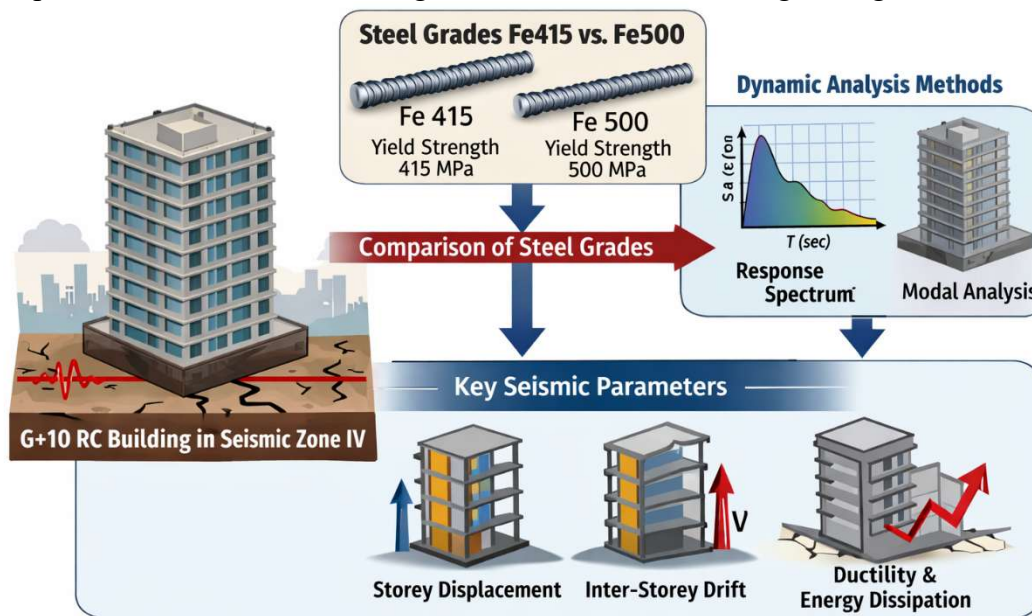 Steel Grades Fe415 vs. Fe500
Fe 415
Yield Strength
415 MPa
Fe 500
Yield Strength
500 MPa
Dynamic Analysis Methods
T (sec)
Response
Spectrum
Modal Analysis
Comparison of Steel Grades
G+10 RC Building in Seismic Zone IV
Key Seismic Parameters
V
Storey Displacement
Inter-Storey Drift
Ductility &
Energy Dissipation